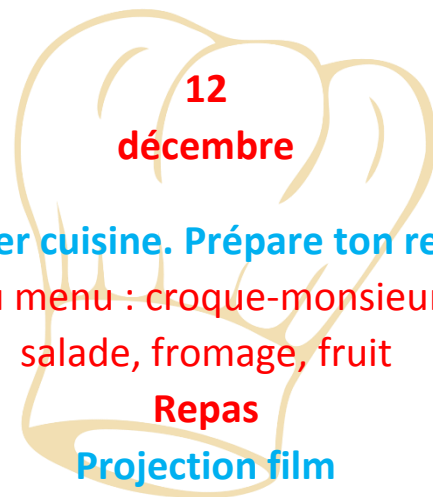 12
décembre
er cuisine. Prépare ton re
menu : croque-monsieur
salade, fromage, fruit
Repas
Projection film